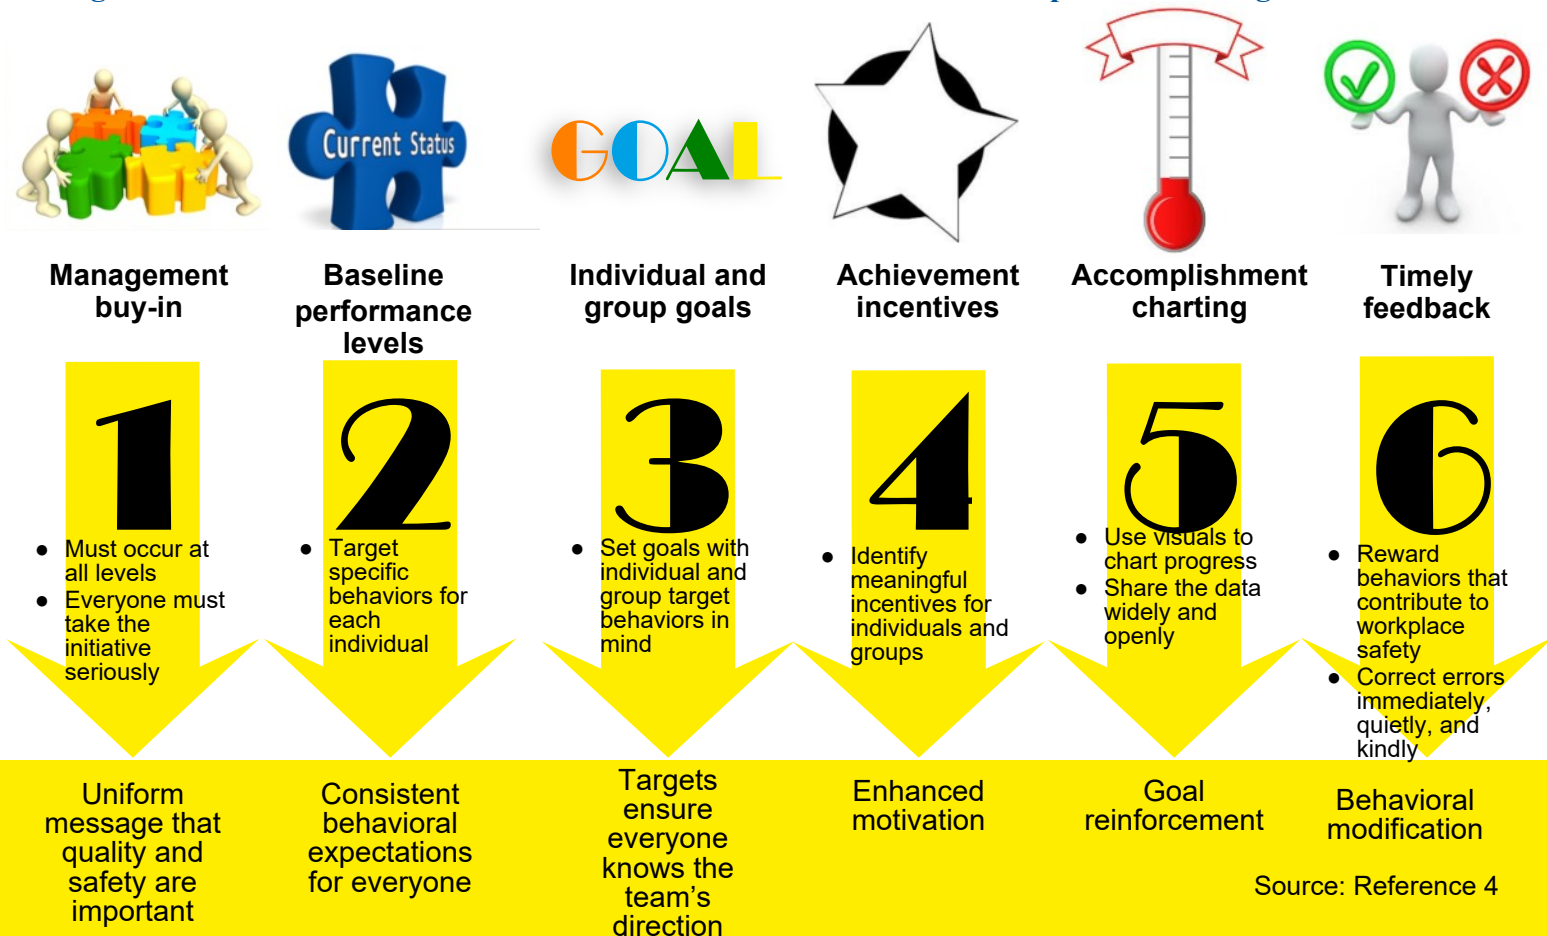 Current Status
GOAL
Management
buy-in
Baseline
performance
levels
Individual and
group goals
Achievement
incentives
Accomplishment
charting
Timely
feedback
1
● Must occur at
all levels
● Everyone must
take the
initiative
seriously
2
● Target
specific
behaviors for
each
individual
3
● Set goals with
individual and
group target
behaviors in
mind
4
● Identify
meaningful
incentives for
individuals and
groups
5
● Use visuals to
chart progress
● Share the data
widely and
openly
6
● Reward
behaviors that
contribute to
workplace
safety
● Correct errors
immediately,
quietly, and
kindly
Uniform
message that
quality and
safety are
important
Consistent
behavioral
expectations
for everyone
Targets
ensure
everyone
knows the
team's
direction
Enhanced
motivation
Goal
reinforcement
Behavioral
modification
Source: Reference 4